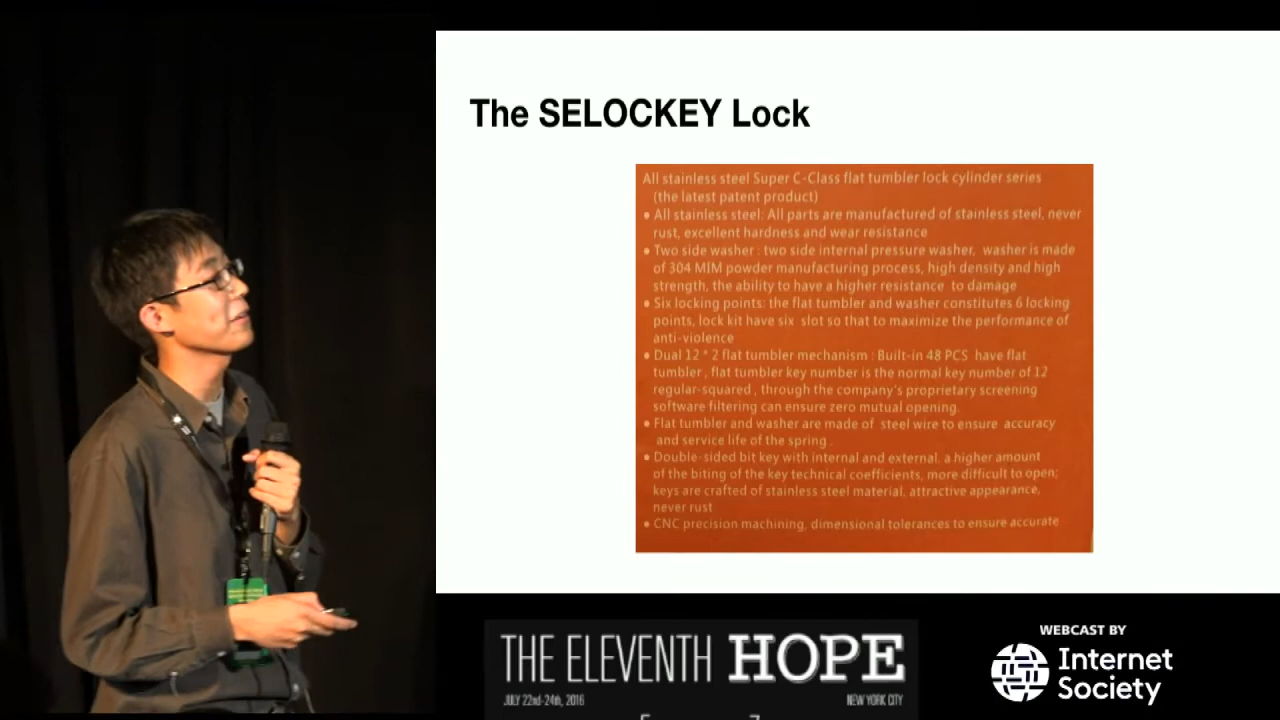 The SELOCKEY Lock
All stainless steel Super C-Class flat tumbler lock cylinder series
(the latest patent product)
• All stainless steel: All parts are manufactured of stainless steel, never
rust, excellent hardness and wear resistance
• Two side washer : two side internal pressure washer, washer is made
of 304 MIM powder manufacturing process, high density and high
strength, the ability to have a higher resistance to damage
• Six locking points: the flat tumbler and washer constitutes 6 locking
points, lock kit have six slot so that to maximize the performance of
anti-violence
• Dual 12 * 2 flat tumbler mechanism : Built-in 48 PCS have flat
tumbler , flat tumbler key number is the normal key number of 12
regular-squared , through the company's proprietary screening
software filtering can ensure zero mutual opening.
• Flat tumbler and washer are made of steel wire to ensure accuracy
and service life of the spring .
• Double-sided bit key with internal and external, a higher amount
of the biting of the key technical coefficients, more difficult to open;
keys are crafted of stainless steel material, attractive appearance,
never rust
• CNC precision machining, dimensional tolerances to ensure accurate
THE ELEVENTH HOPE
JULY 22nd-24th, 2016 NEW YORK CITY
WEBCAST BY
Internet
Society